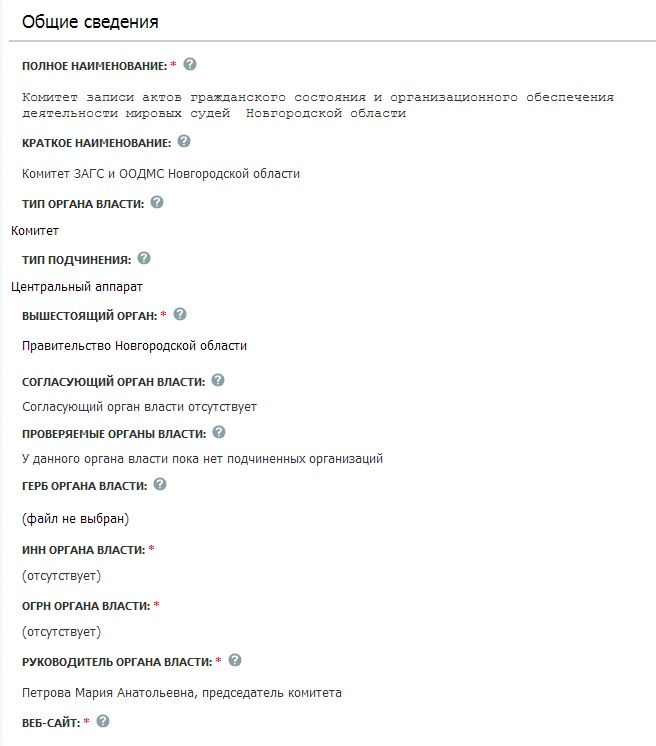 Общие сведения
ПОЛНОЕ НАИМЕНОВАНИЕ: * ?
Комитет записи актов гражданского состояния и организационного обеспечения
деятельности мировых судей Новгородской области
КРАТКОЕ НАИМЕНОВАНИЕ: ?
Комитет ЗАГС и ООДМС Новгородской области
ТИП ОРГАНА ВЛАСТИ: ?
Комитет
ТИП ПОДЧИНЕНИЯ: ?
Центральный аппарат
ВЫШЕСТОЯЩИЙ ОРГАН: * ?
Правительство Новгородской области
СОГЛАСУЮЩИЙ ОРГАН ВЛАСТИ: ?
Согласующий орган власти отсутствует
ПРОВЕРЯЕМЫЕ ОРГАНЫ ВЛАСТИ: ?
У данного органа власти пока нет подчиненных организаций
ГЕРБ ОРГАНА ВЛАСТИ: ?
(файл не выбран)
ИНН ОРГАНА ВЛАСТИ: *
(отсутствует)
ОГРН ОРГАНА ВЛАСТИ: *
(отсутствует)
РУКОВОДИТЕЛЬ ОРГАНА ВЛАСТИ: * ?
Петрова Мария Анатольевна, председатель комитета
ВЕБ-САЙТ: * ?